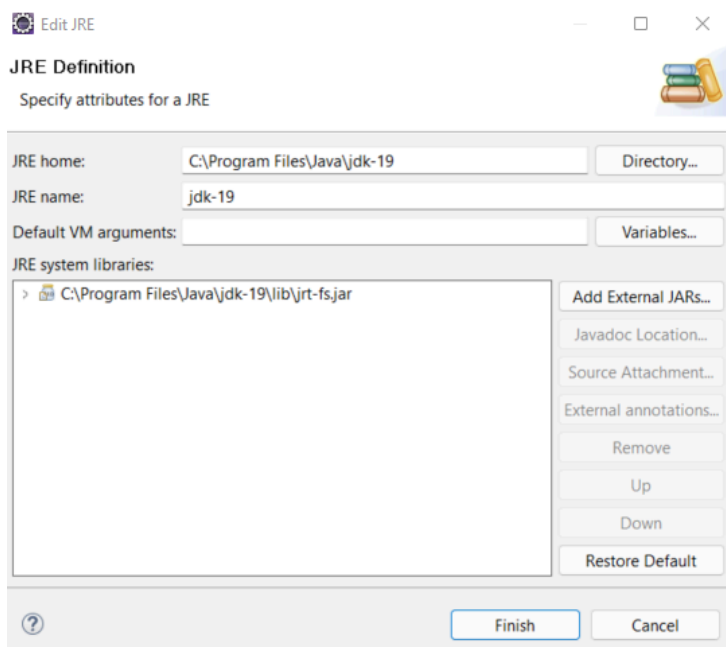 Edit JRE
JRE Definition
Specify attributes for a JRE
JRE home:
C:\Program Files\Java\jdk-19
Directory...
JRE name:
jdk-19
Default VM arguments:
Variables...
JRE system libraries:
C:\Program Files\Java\jdk-19\lib\jrt-fs.jar
Add External JARs...
Javadoc Location...
Source Attachment...
External annotations...
Remove
Up
Down
Restore Default
?
Finish
Cancel